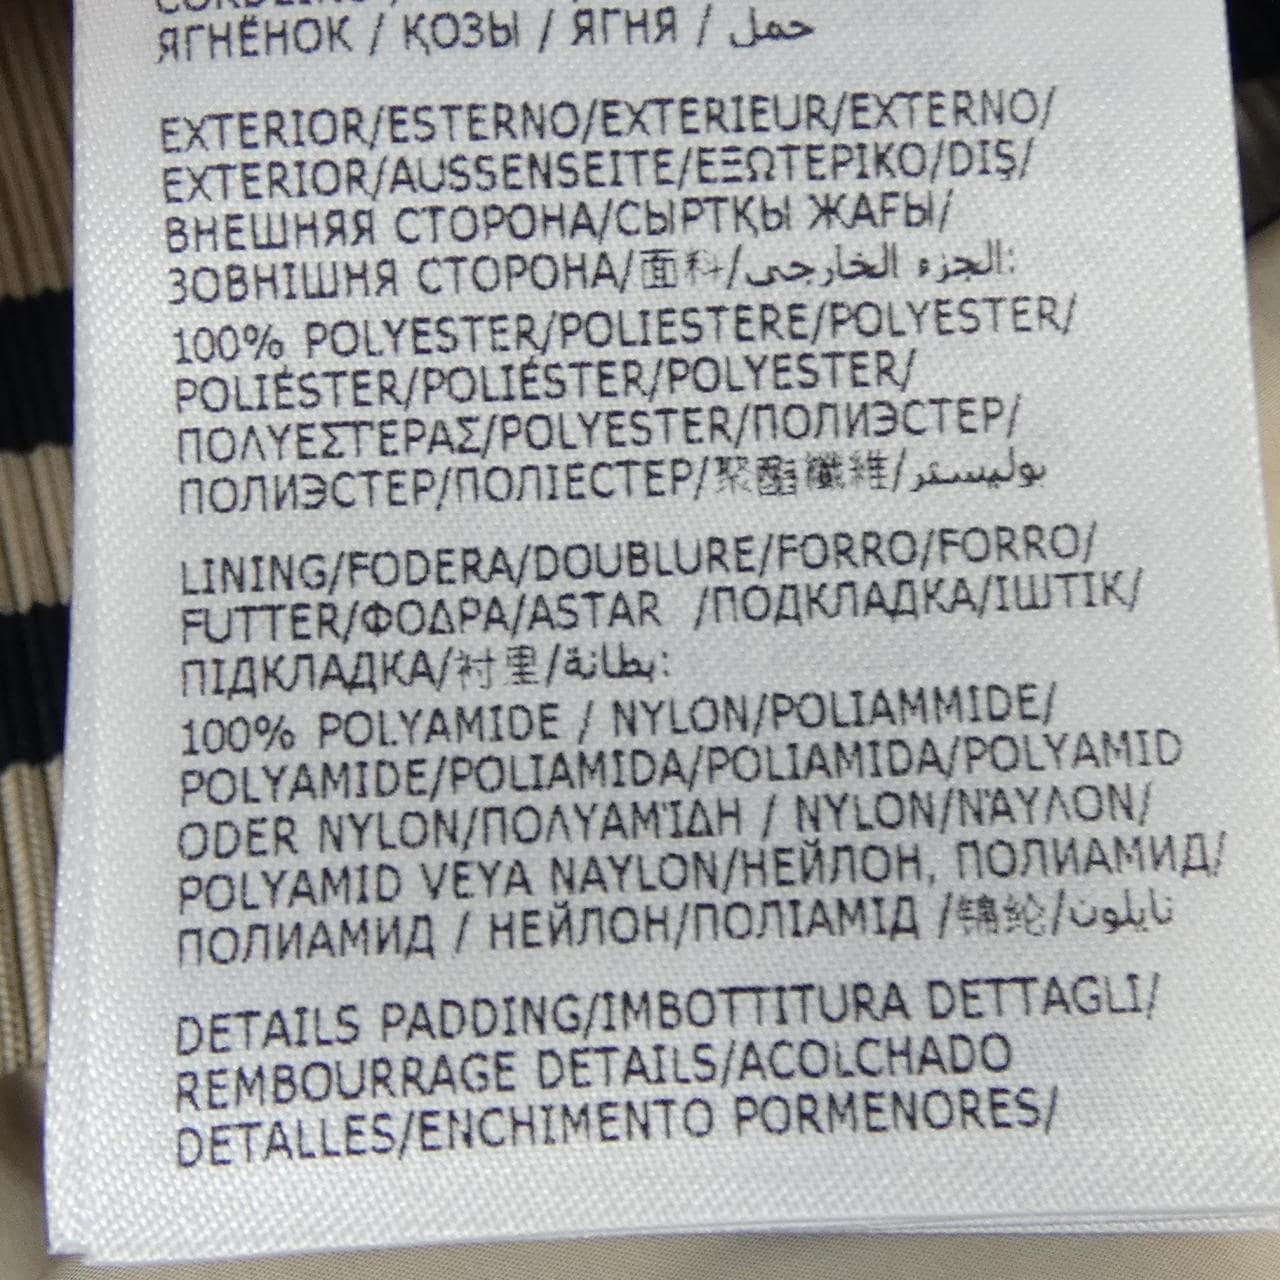 ЯГНЁНОК / ҚОЗЫ / ЯГНЯ / حمل
EXTERIOR/ESTERNO/EXTERIEUR/EXTERNO/
EXTERIOR/AUSSENSEITE/ΕΞΩΤΕΡΙΚΟ/DIŞ/
ВНЕШНЯЯ СТОРОНА/СЫРТҚЫ ЖАҒЫ/
ЗОВНІШНЯ СТОРОНА/面料/الجزء الخارجي:
100% POLYESTER/POLIESTERE/POLYESTER/
POLIÉSTER/POLIÉSTER/POLYESTER/
ΠΟΛΥΕΣΤΕΡΑΣ/POLYESTER/ПОЛИЭСТЕР/
ПОЛИЭСТЕР/ПОЛІЕСТЕР/聚酯纖維/بوليستر
LINING/FODERA/DOUBLURE/FORRO/FORRO/
FUTTER/ΦΟΔΡΑ/ASTAR /ПОДКЛАДКА/ІШТІК/
ПІДКЛАДКА/衬里/بطانة:
100% POLYAMIDE / NYLON/POLIAMMIDE/
POLYAMIDE/POLIAMIDA/POLIAMIDA/POLYAMID
ODER NYLON/ΠΟΛΥΑΜΊΔΗ / NYLON/ΝΆΥΛΟΝ/
POLYAMID VEYA NAYLON/НЕЙЛОН, ПОЛИАМИД/
ПОЛИАМИД / НЕЙЛОН/ПОЛІАМІД /锦纶/نايلون
DETAILS PADDING/IMBOTTITURA DETTAGLI/
REMBOURRAGE DETAILS/ACOLCHADO
DETALLES/ENCHIMENTO PORMENORES/